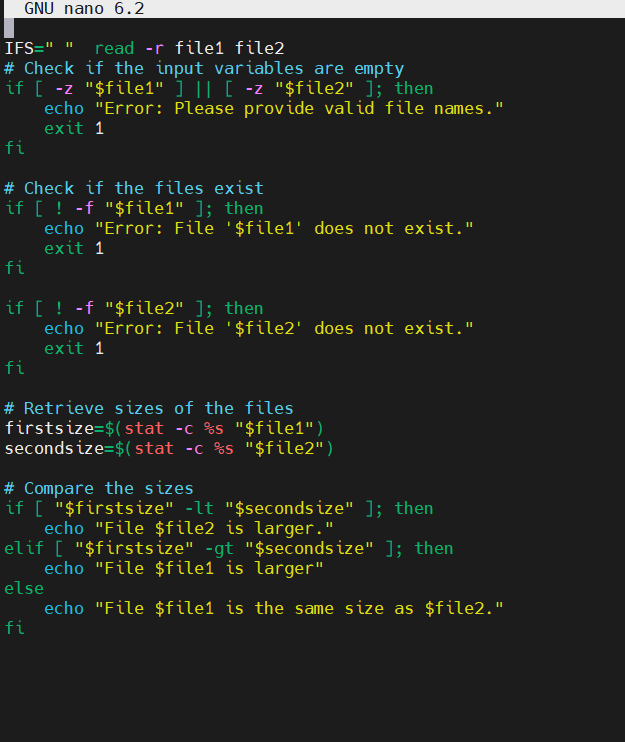 GNU nano 6.2
IFS=" "  read -r file1 file2
# Check if the input variables are empty
if [ -z "$file1" ] || [ -z "$file2" ]; then
    echo "Error: Please provide valid file names."
    exit 1
fi

# Check if the files exist
if [ ! -f "$file1" ]; then
    echo "Error: File '$file1' does not exist."
    exit 1
fi

if [ ! -f "$file2" ]; then
    echo "Error: File '$file2' does not exist."
    exit 1
fi

# Retrieve sizes of the files
firstsize=$(stat -c %s "$file1")
secondsize=$(stat -c %s "$file2")

# Compare the sizes
if [ "$firstsize" -lt "$secondsize" ]; then
    echo "File $file2 is larger."
elif [ "$firstsize" -gt "$secondsize" ]; then
    echo "File $file1 is larger"
else
    echo "File $file1 is the same size as $file2."
fi